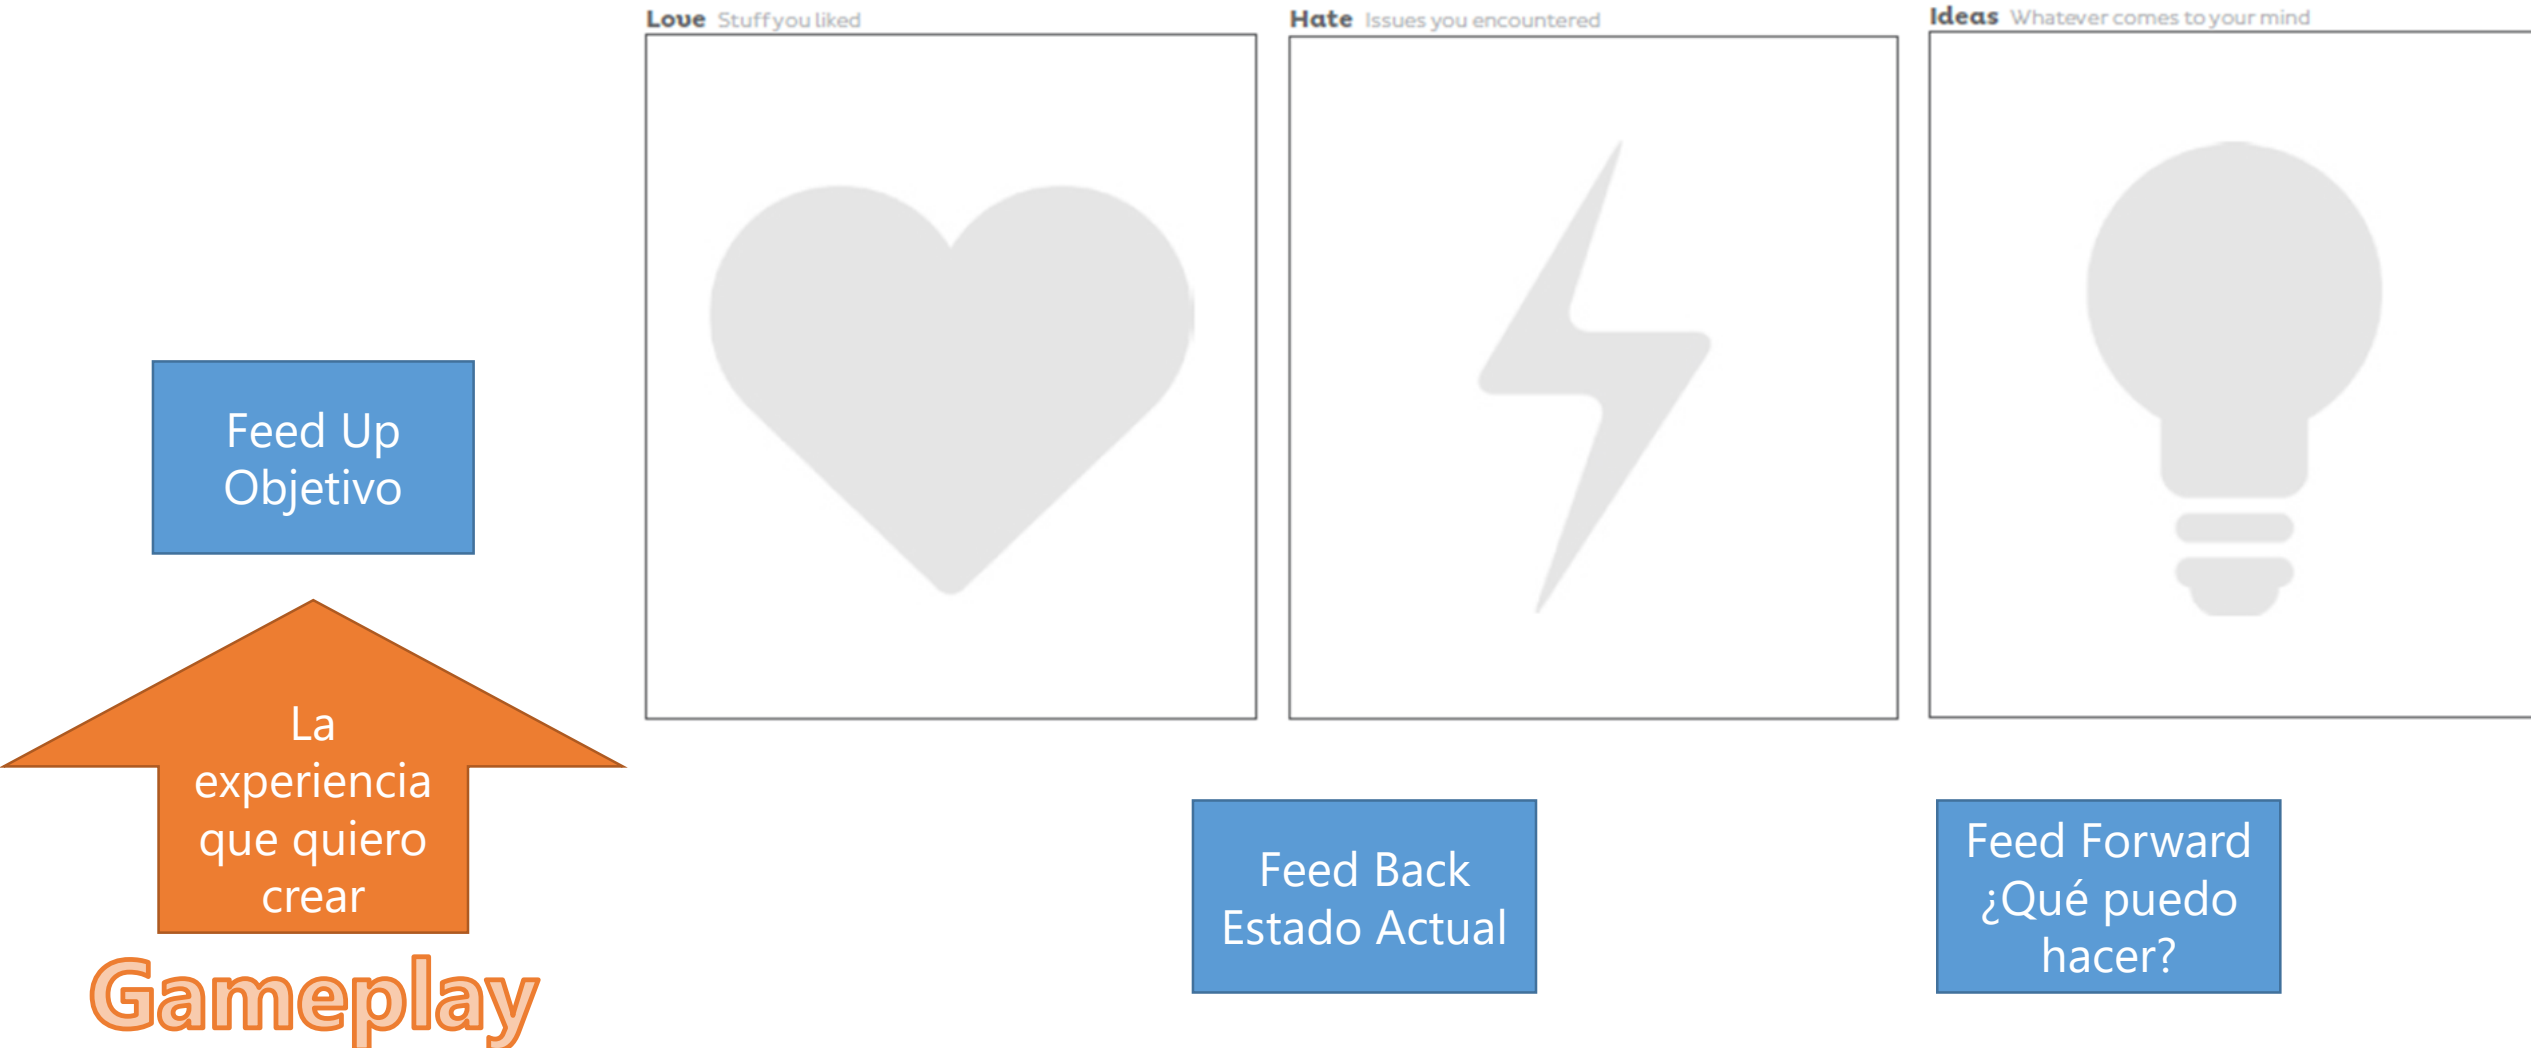 Love Stuff you liked
Hate Issues you encountered
Ideas Whatever comes to your mind
Feed Up
Objetivo
La
experiencia
que quiero
crear
Gameplay
Feed Back
Estado Actual
Feed Forward
¿Qué puedo
hacer?